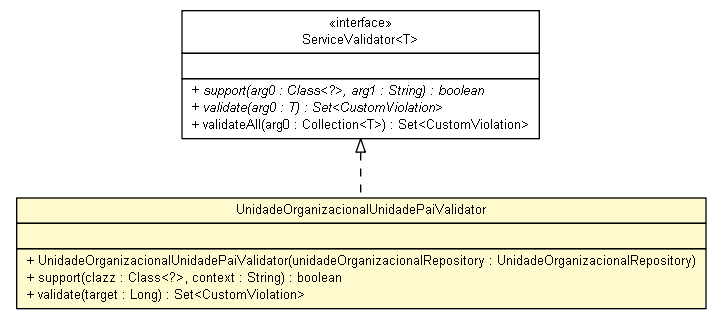 «interface»
ServiceValidator<T>
+ support(arg0 : Class<?>, arg1 : String) : boolean
+ validate(arg0 : T) : Set<CustomViolation>
+ validateAll(arg0 : Collection<T>) : Set<CustomViolation>
UnidadeOrganizacionalUnidadePaiValidator
+ UnidadeOrganizacionalUnidadePaiValidator(unidadeOrganizacionalRepository : UnidadeOrganizacionalRepository)
+ support(clazz : Class<?>, context : String) : boolean
+ validate(target : Long) : Set<CustomViolation>